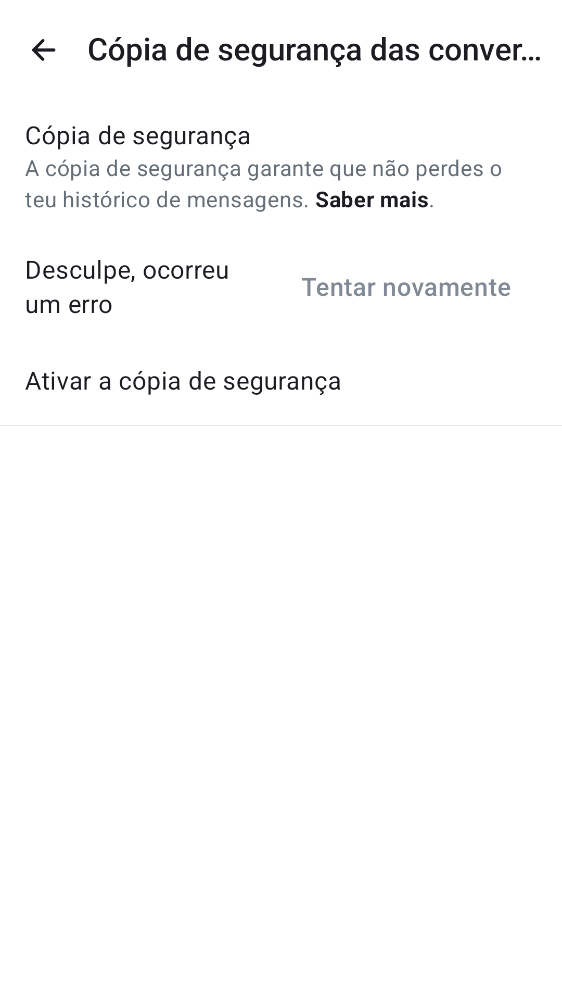 Cópia de segurança das conver...
Cópia de segurança
A cópia de segurança garante que não perdes o
teu histórico de mensagens. Saber mais.
Desculpe, ocorreu
um erro
Tentar novamente
Ativar a cópia de segurança